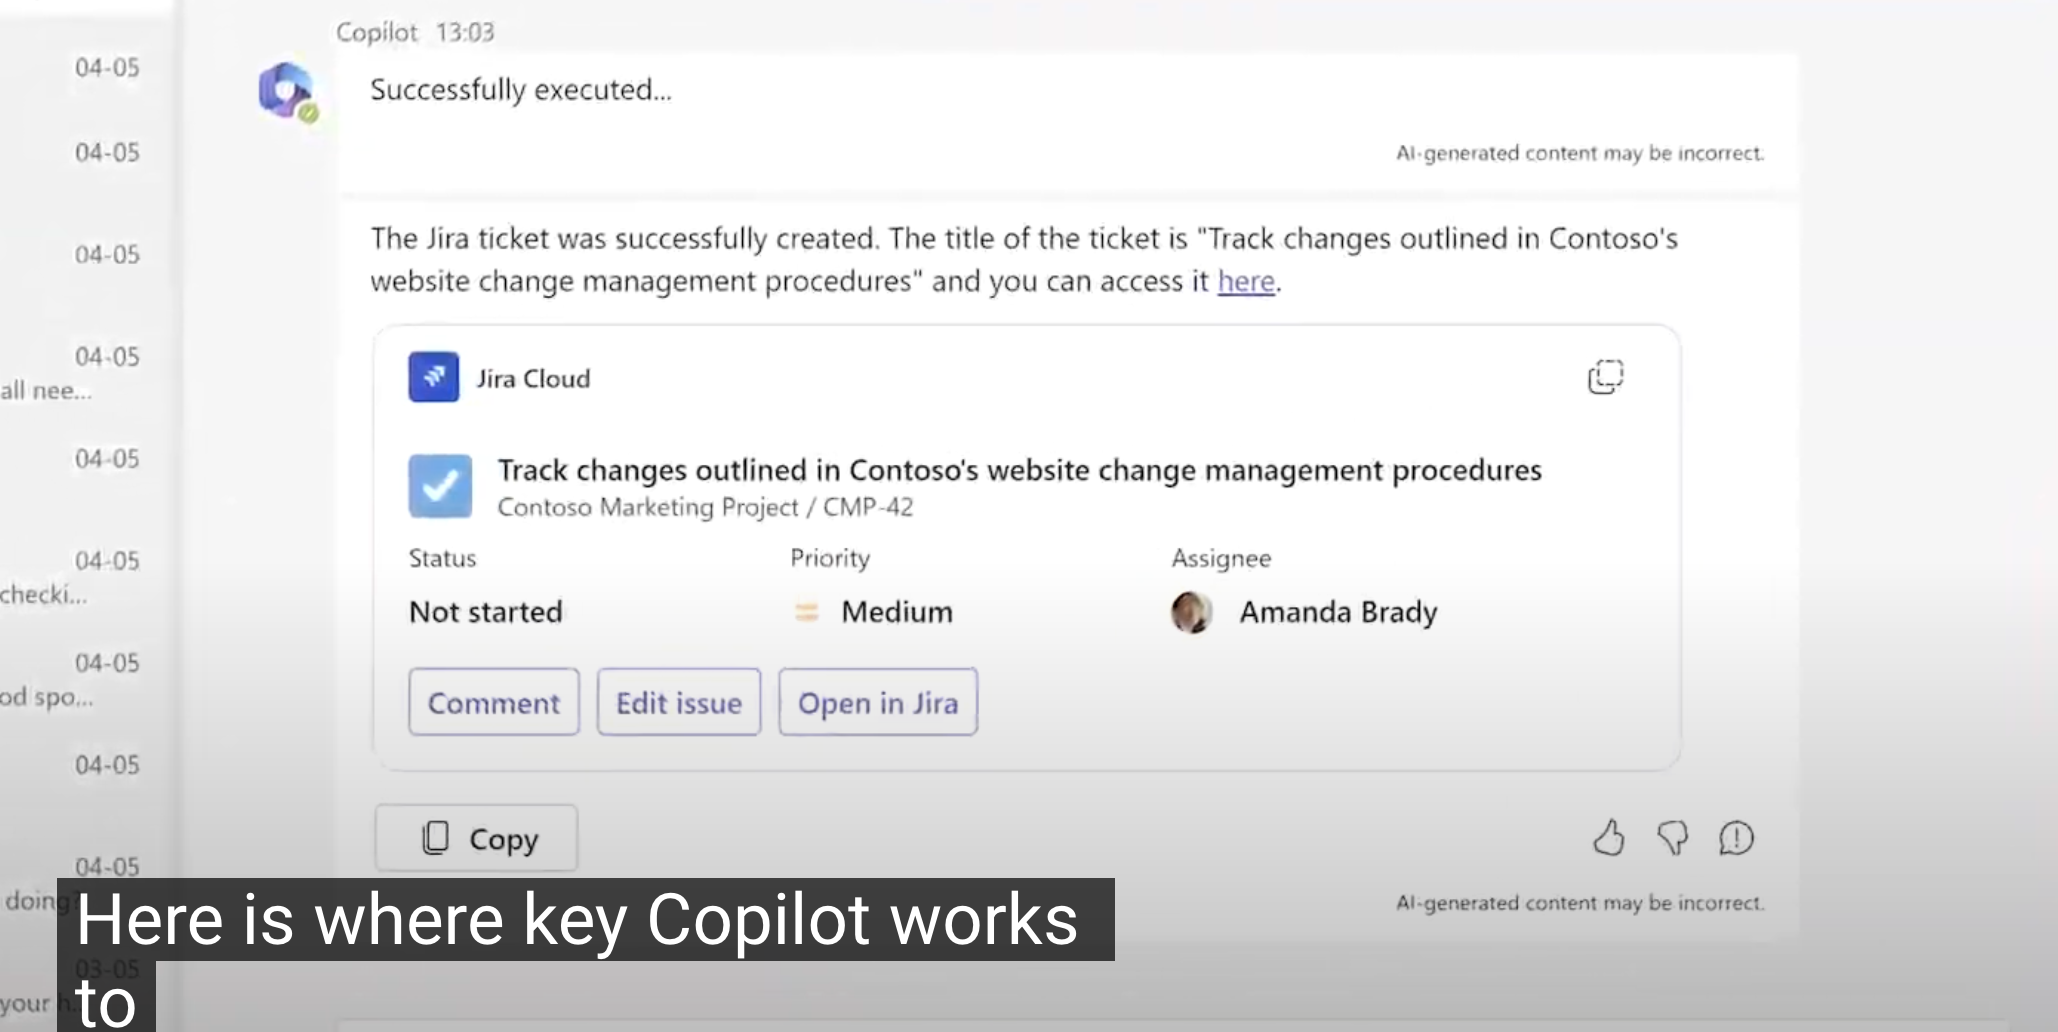 Copilot 13:03
04-05
Successfully executed...
04-05
AI-generated content may be incorrect.
04-05
The Jira ticket was successfully created. The title of the ticket is "Track changes outlined in Contoso's
website change management procedures" and you can access it here.
04-05
all nee...
Jira Cloud
04-05
Track changes outlined in Contoso's website change management procedures
Contoso Marketing Project / CMP-42
04-05
checki...
Status Priority Assignee
Not started Medium Amanda Brady
04-05
od spo...
Comment Edit issue Open in Jira
04-05
Copy
04-05
doing?
AI-generated content may be incorrect.
03-05
your h...
Here is where key Copilot works
to